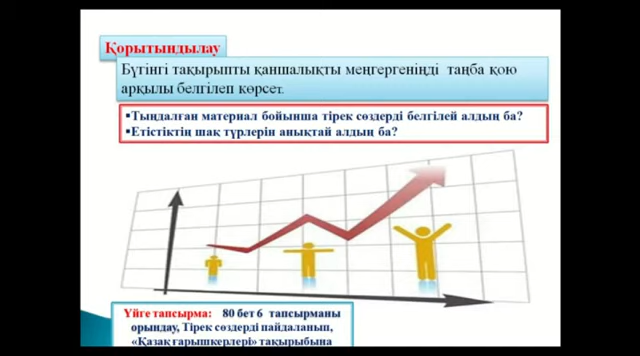 Қорытындылау
Бүгінгі тақырыпты қаншалықты меңгергеніңді таңба қою
арқылы белгілеп көрсет.
▪Тыңдалған материал бойынша тірек сөздерді белгілей алдың ба?
▪Етістіктің шақ түрлерін анықтай алдың ба?
Үйге тапсырма: 80 бет 6 тапсырманы
орындау, Тірек сөздерді пайдаланып,
«Қазақ ғарышкерлері» тақырыбына